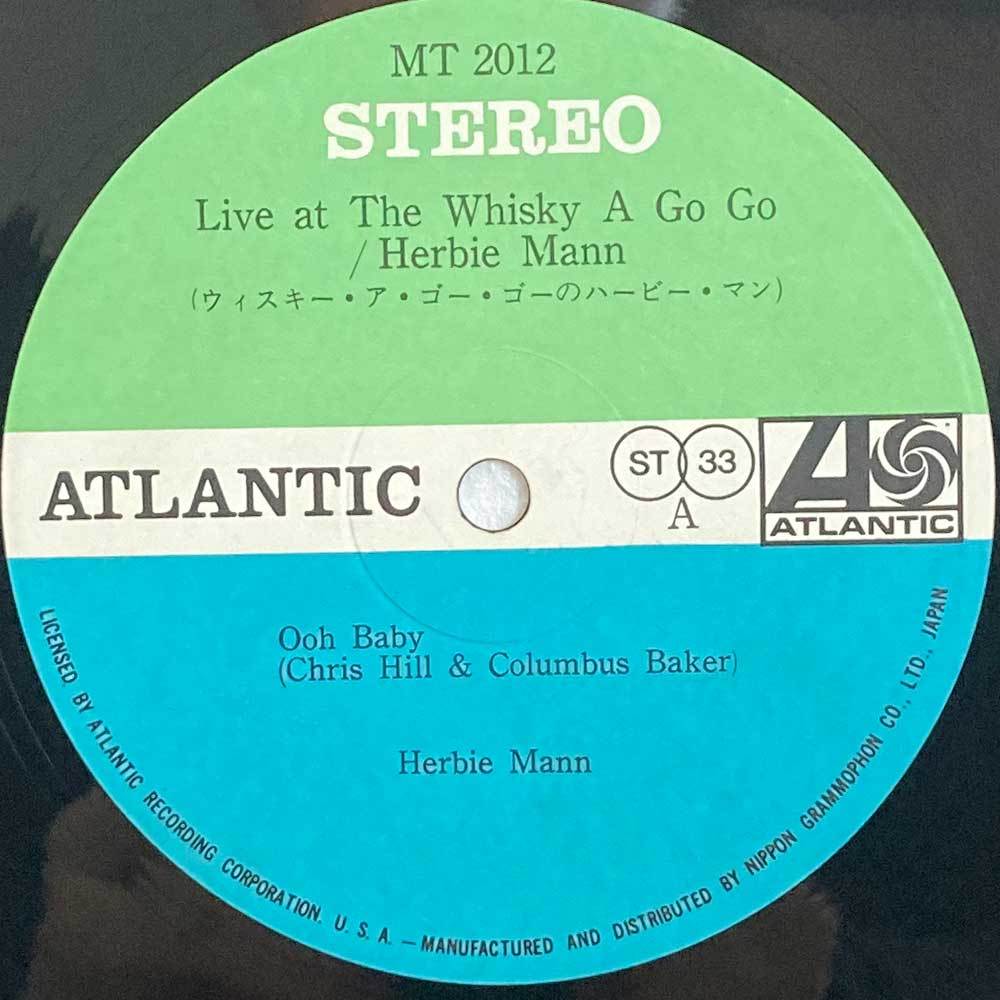 MT 2012
STEREO
Live at The Whisky A Go Go
/ Herbie Mann
(ウィスキー・ア・ゴー・ゴーのハービー・マン)
ATLANTIC
ST 33
A
ATLANTIC
Ooh Baby
(Chris Hill & Columbus Baker)
Herbie Mann
LICENSED. BY ATLANTIC RECORDING CORPORATION. U. S. A. — MANUFACTURED AND DISTRIBUTED BY NIPPON GRAMMOPHON CO., LTD., JAPAN